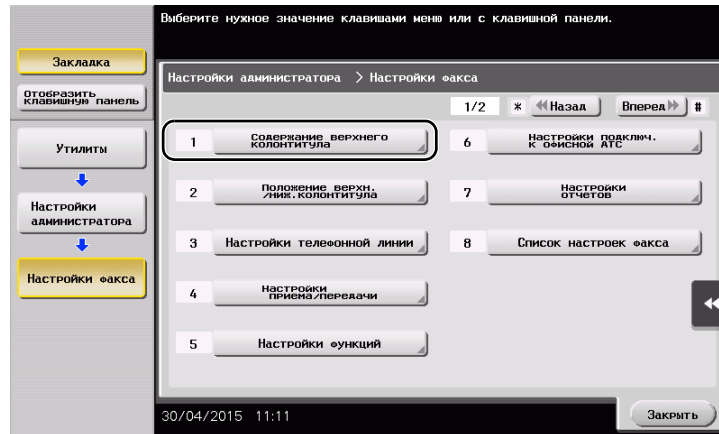 Выберите нужное значение клавишами меню или с клавишной панели.
Закладка
Отобразить
клавишную панель
Утилиты
Настройки
администратора
Настройки факса
Настройки администратора > Настройки факса
1/2 * Назад Вперед #
1 Содержание верхнего
колонтитула
2 Положение верхн.
/ниж.колонтитула
3 Настройки телефонной линии
4 Настройки
приема/передачи
5 Настройки функций
6 Настройки подключ.
к офисной АТС
7 Настройки
отчетов
8 Список настроек факса
30/04/2015 11:11
Закрыть